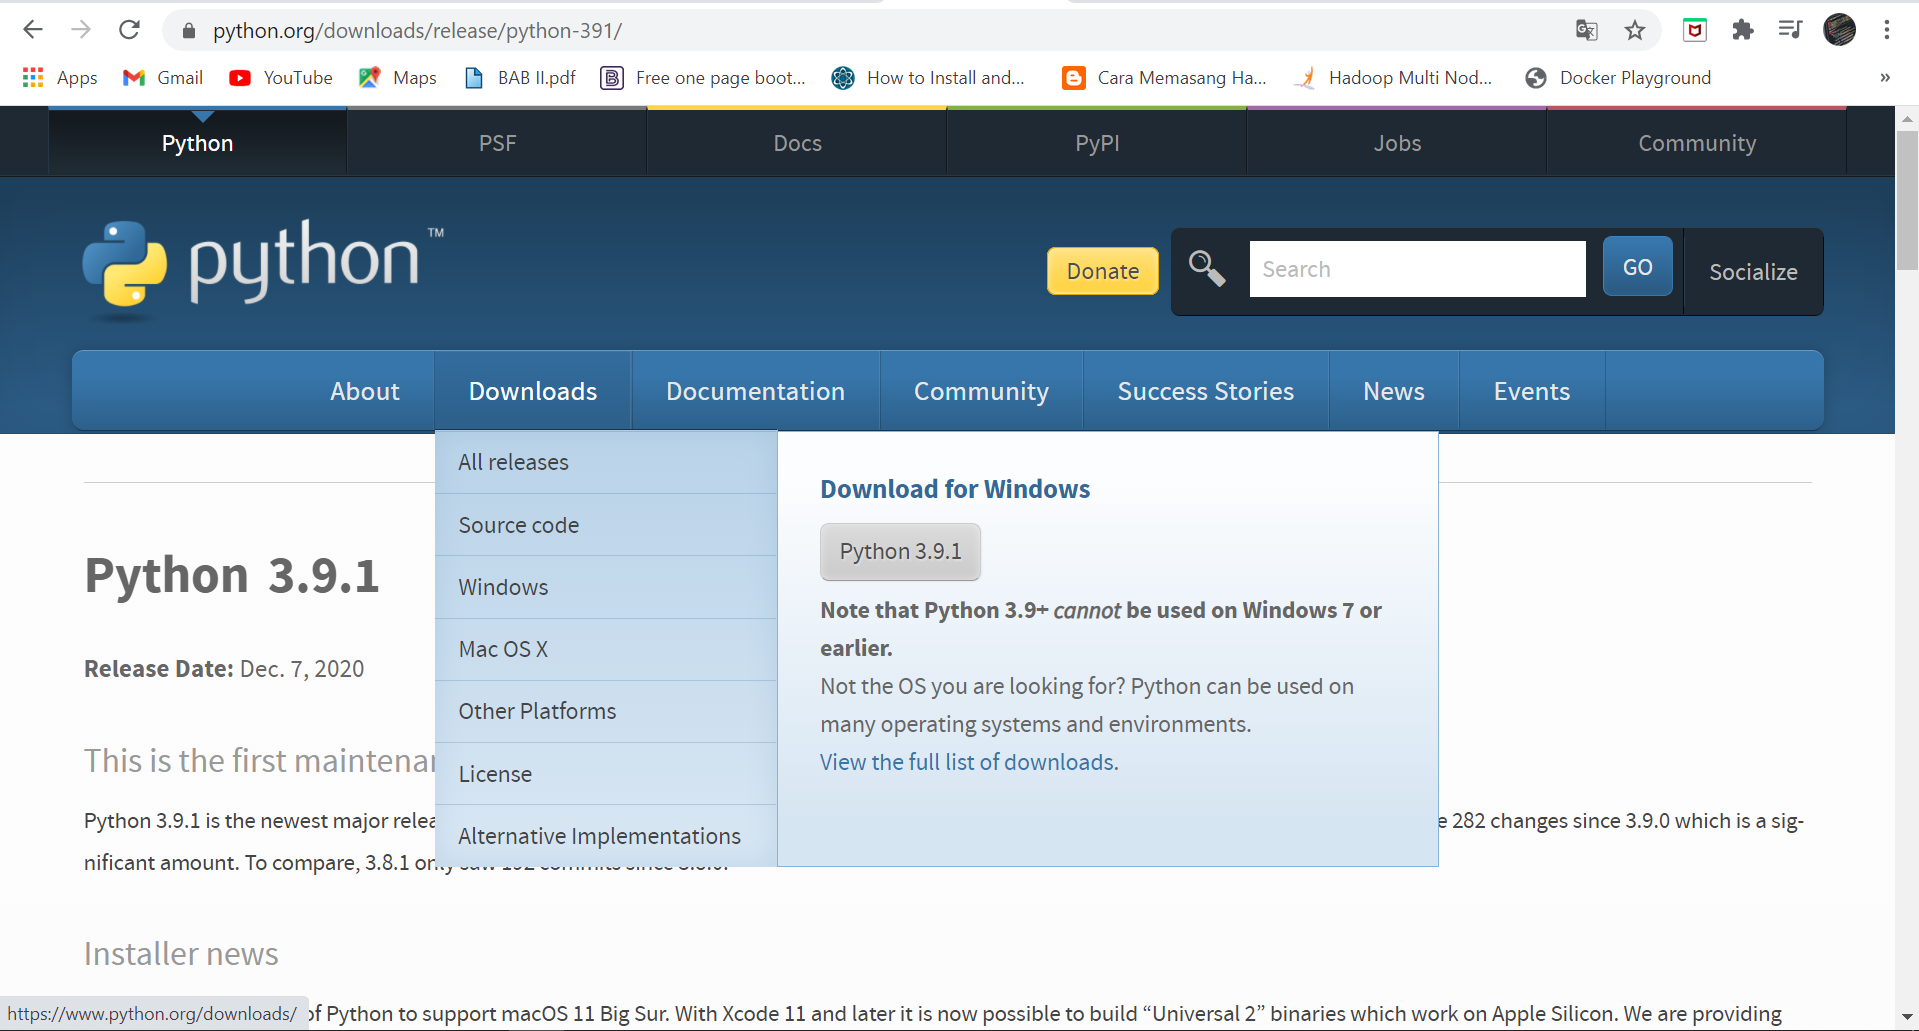 python.org/downloads/release/python-391/
Apps Gmail YouTube Maps BAB II.pdf Free one page boot... How to Install and... Cara Memasang Ha... Hadoop Multi Nod... Docker Playground »
Python PSF Docs PyPI Jobs Community
python™
Donate Search GO Socialize
About Downloads Documentation Community Success Stories News Events
All releases
Source code
Windows
Mac OS X
Other Platforms
License
Alternative Implementations
Download for Windows
Python 3.9.1
Note that Python 3.9+ cannot be used on Windows 7 or
earlier.
Not the OS you are looking for? Python can be used on
many operating systems and environments.
View the full list of downloads.
Python 3.9.1
Release Date: Dec. 7, 2020
This is the first
Python 3.9.1 is the newest major 282 changes since 3.9.0 which is a sig-
nificant amount. To compare, 3.8.1
Installer news
https://www.python.org/downloads/ of Python to support macOS 11 Big Sur. With Xcode 11 and later it is now possible to build “Universal 2” binaries which work on Apple Silicon. We are providing